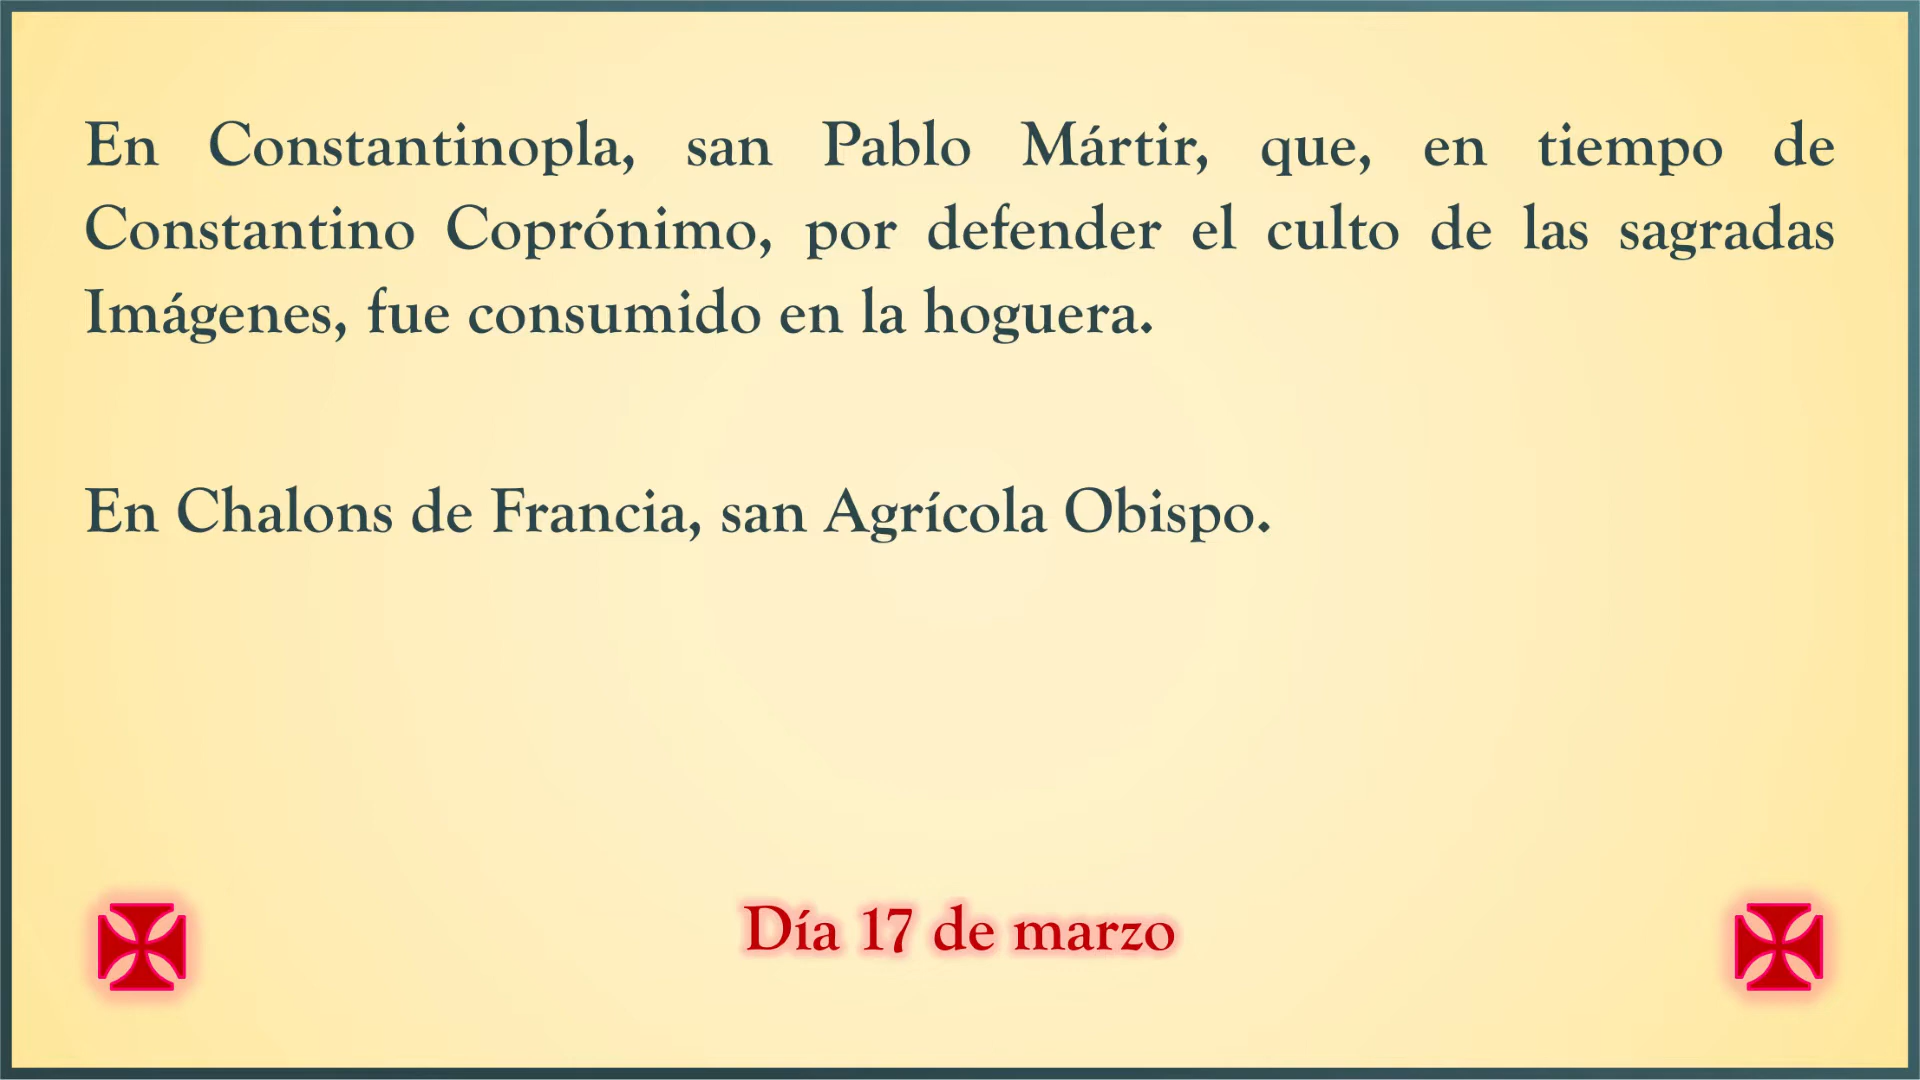 En Constantinopla, san Pablo Mártir, que, en tiempo de
Constantino Coprónimo, por defender el culto de las sagradas
Imágenes, fue consumido en la hoguera.
En Chalons de Francia, san Agrícola Obispo.
Día 17 de marzo